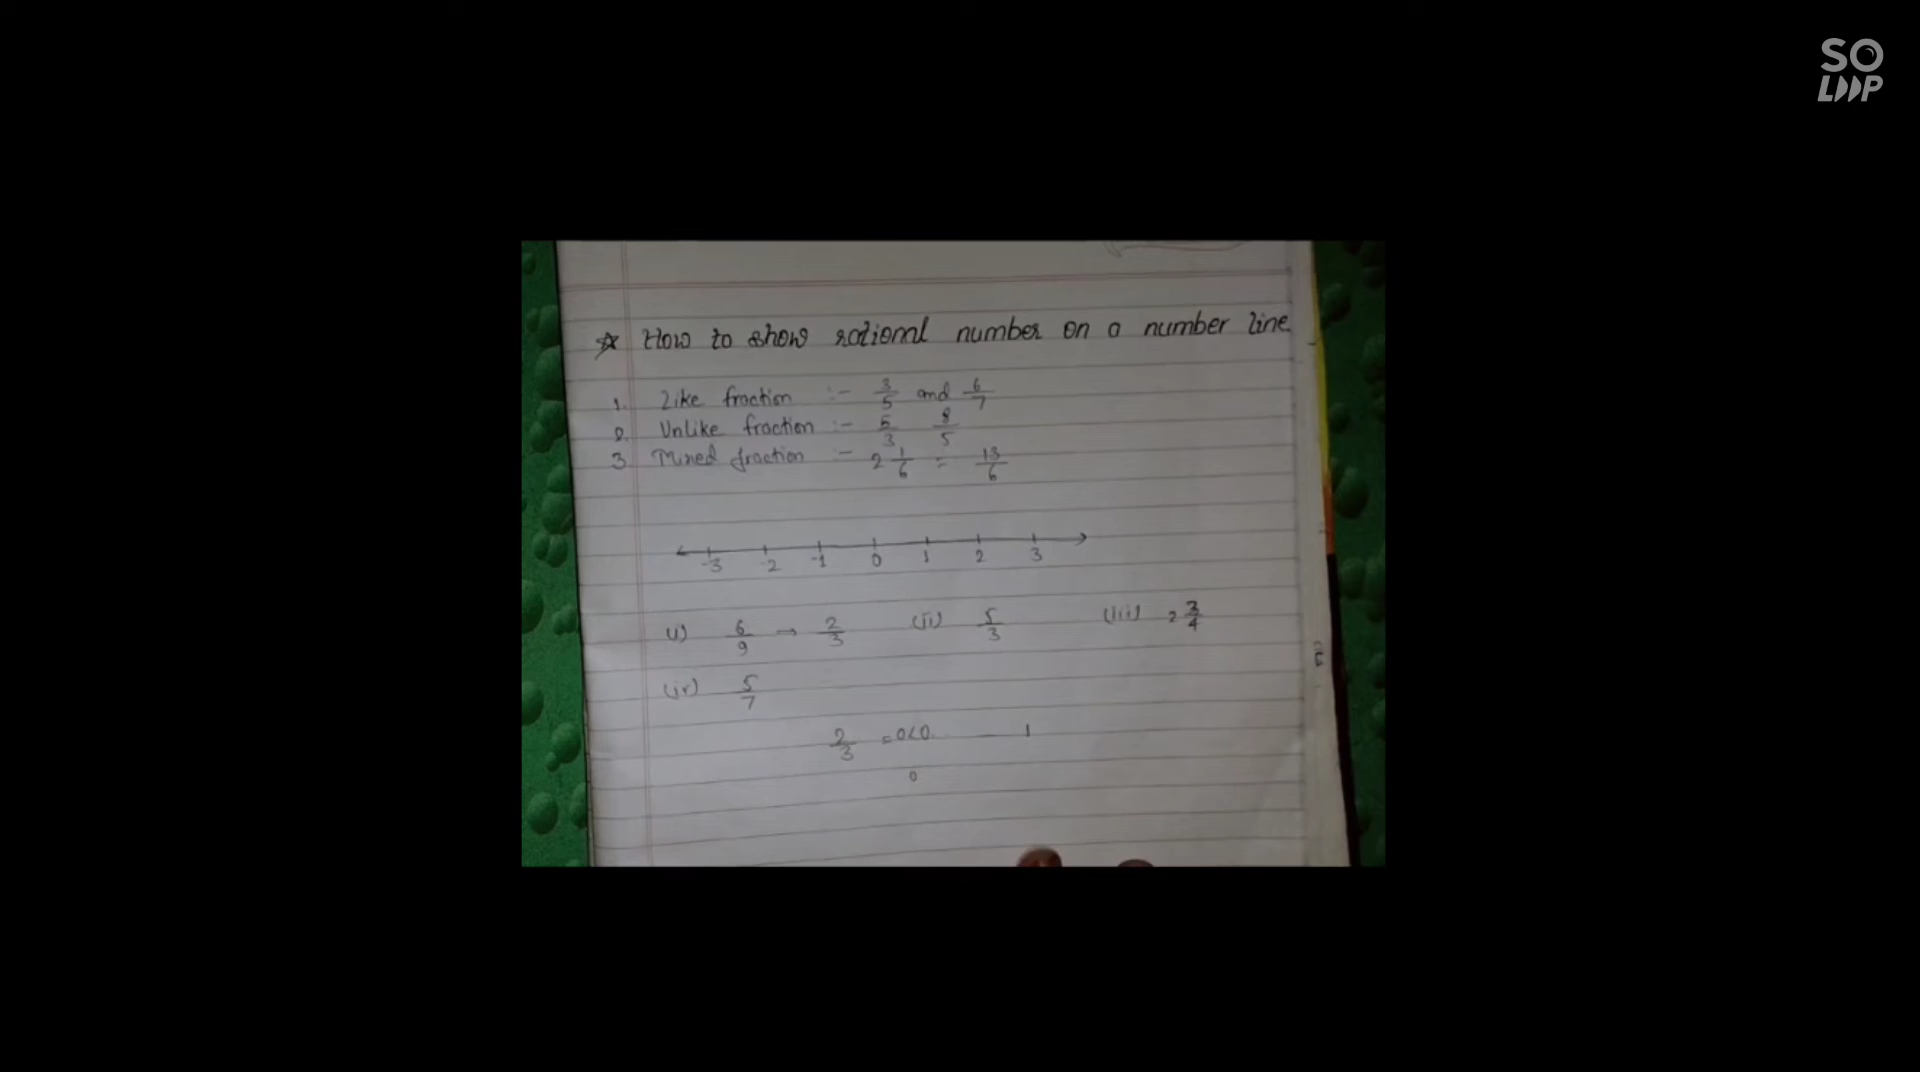 SO
LOOP
☆ How to show rational number on a number line
1. Like fraction :- 3/5 and 6/7
2. Unlike fraction :- 5/3 8/5
3. Mixed fraction :- 2 1/6 = 13/6
-3 -2 -1 0 1 2 3
(i) 6/9 → 2/3 (ii) 5/3 (iii) 2 3/4
(iv) 5/7
2/3 = 0<0. — 1
0